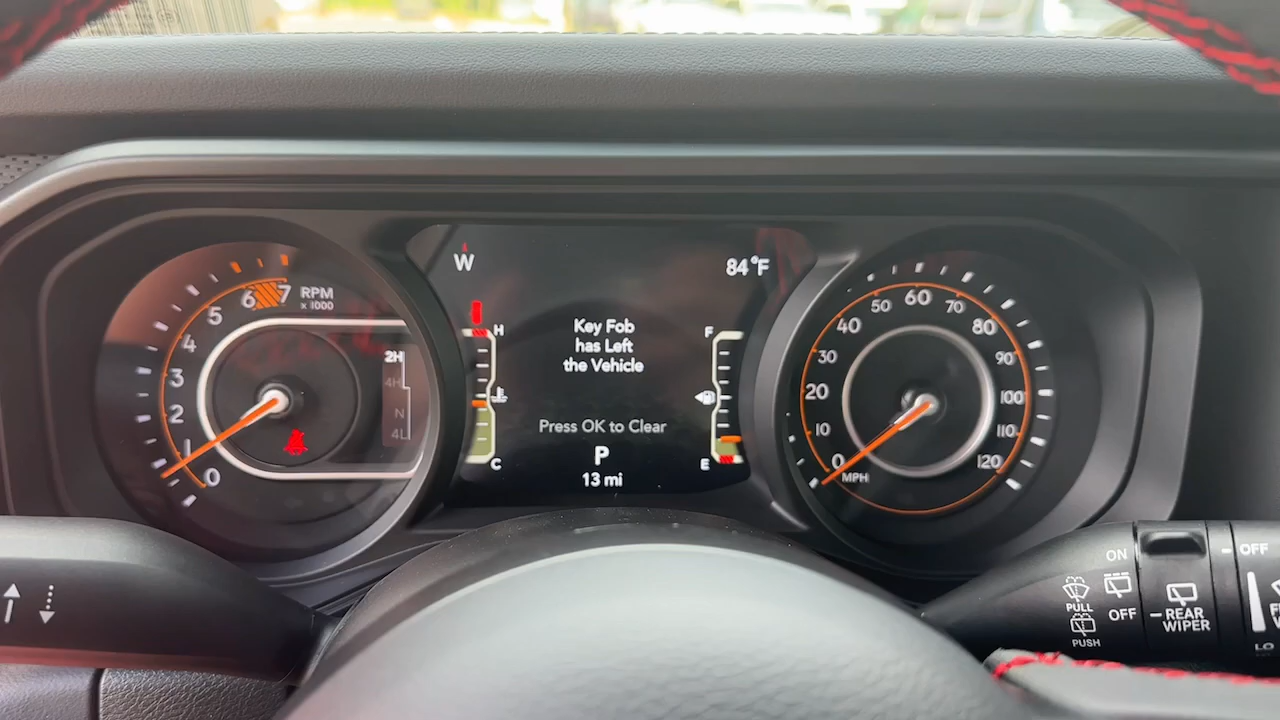 W
84°F
6 7 RPM
x 1000
5
4
3
2
1
0
2H
4H
N
4L
H
C
Key Fob
has Left
the Vehicle
Press OK to Clear
P
13 mi
F
E
0
10
20
30
40
50
60
70
80
90
100
110
120
MPH
ON
OFF
PULL
PUSH
REAR
WIPER
OFF
LO